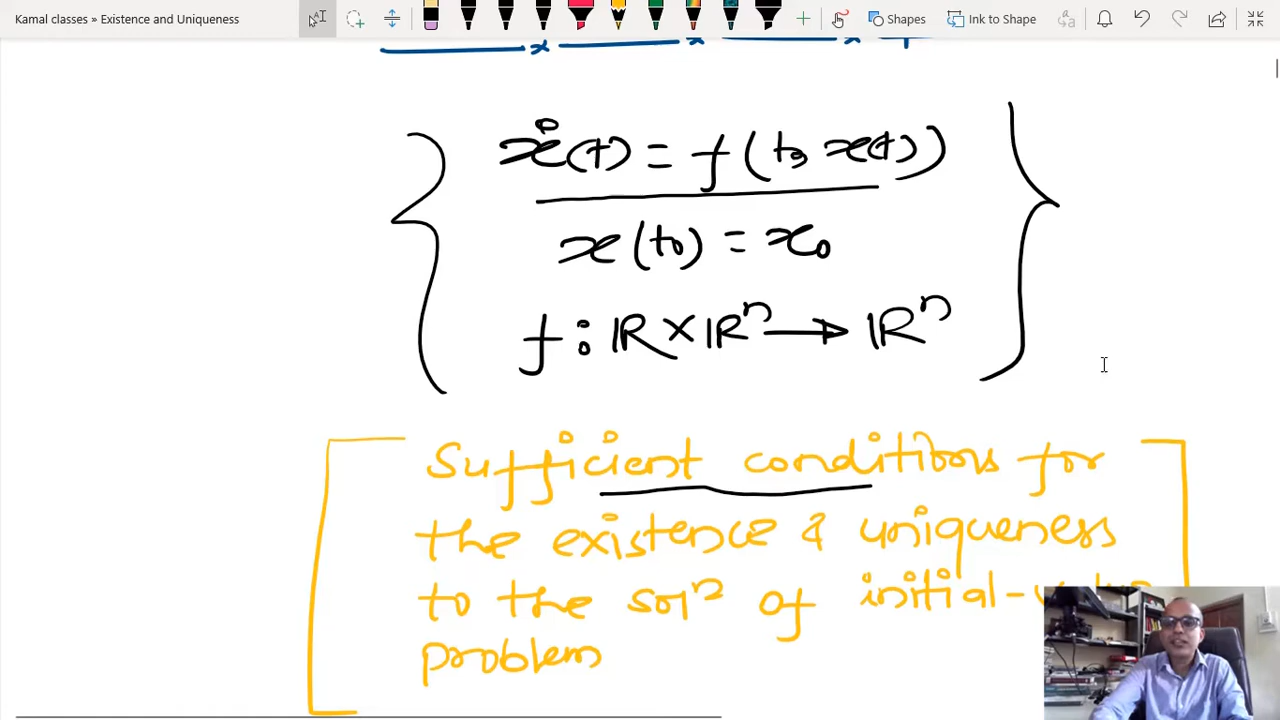 Kamal classes » Existence and Uniqueness
Shapes
Ink to Shape
ẋ(t) = f(t, x(t))
x(t₀) = x₀
f : ℝ × ℝⁿ → ℝⁿ
Sufficient conditions for
the existence & uniqueness
to the solⁿ of initial-
problem